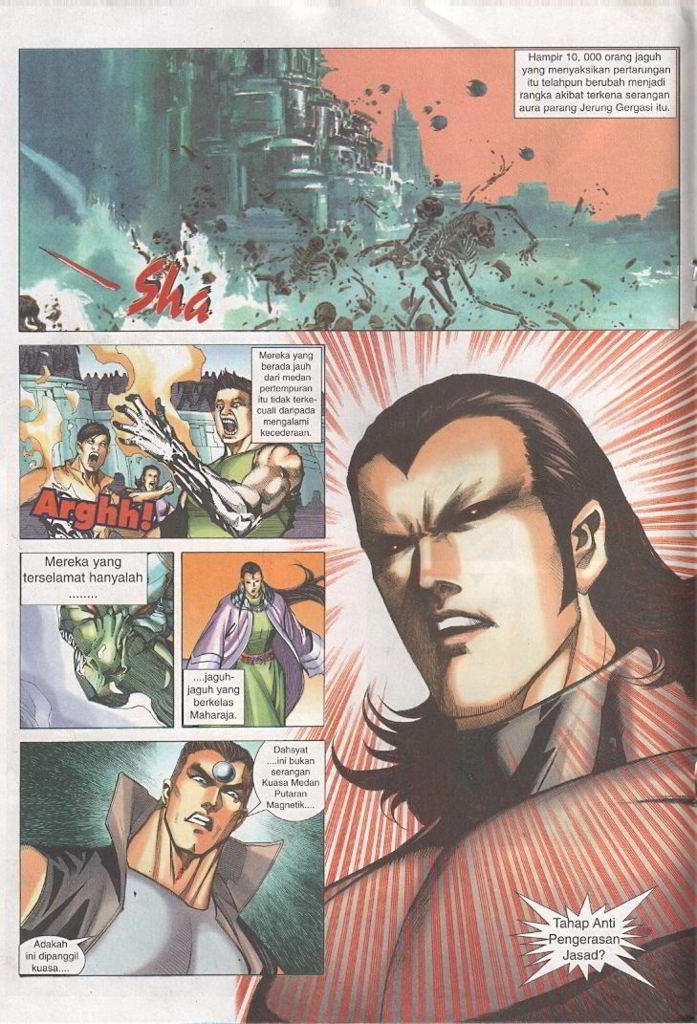 Hampir 10, 000 orang jaguh
yang menyaksikan pertarungan
itu telahpun berubah menjadi
rangka akibat terkena serangan
aura parang Jerung Gergasi itu.
Sha
Mereka yang
berada jauh
dari medan
pertempuran
itu tidak terke-
cuali daripada
mengalami
kecederaan.
Arghh!
Mereka yang
terselamat hanyalah
........
....jaguh-
jaguh yang
berkelas
Maharaja.
Dahsyat
....ini bukan
serangan
Kuasa Medan
Putaran
Magnetik....
Adakah
ini dipanggil
kuasa....
Tahap Anti
Pengerasan
Jasad?